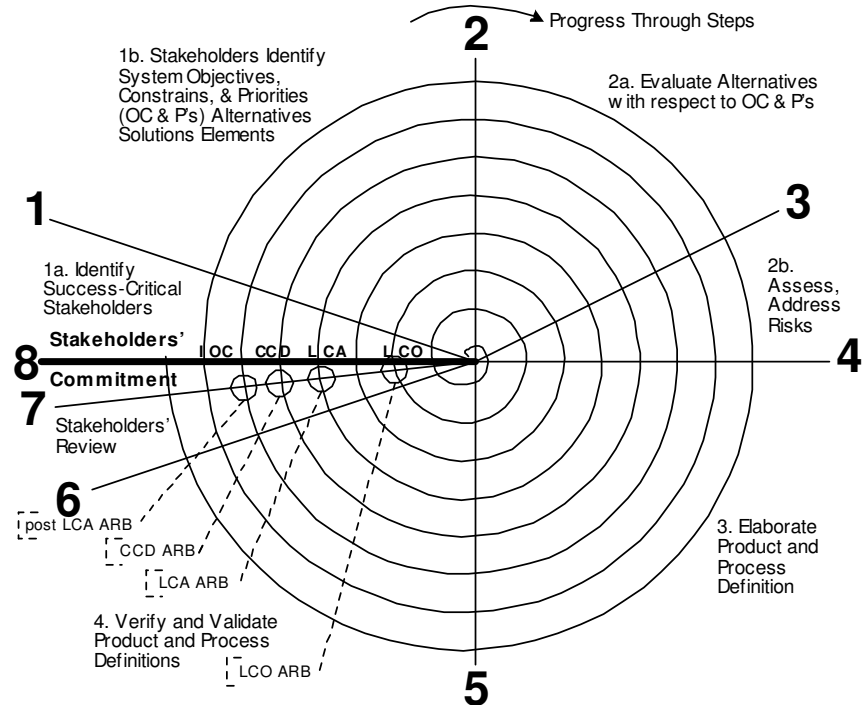 Progress Through Steps
2
1b. Stakeholders Identify
System Objectives,
Constrains, & Priorities
(OC & P's) Alternatives
Solutions Elements
2a. Evaluate Alternatives
with respect to OC & P's
1
3
1a. Identify
Success-Critical
Stakeholders
2b.
Assess,
Address
Risks
Stakeholders'
IOC CCD LCA LCO
8
4
Commitment
7
Stakeholders'
Review
6
post LCA ARB
CCD ARB
LCA ARB
3. Elaborate
Product and
Process
Definition
4. Verify and Validate
Product and Process
Definitions
LCO ARB
5